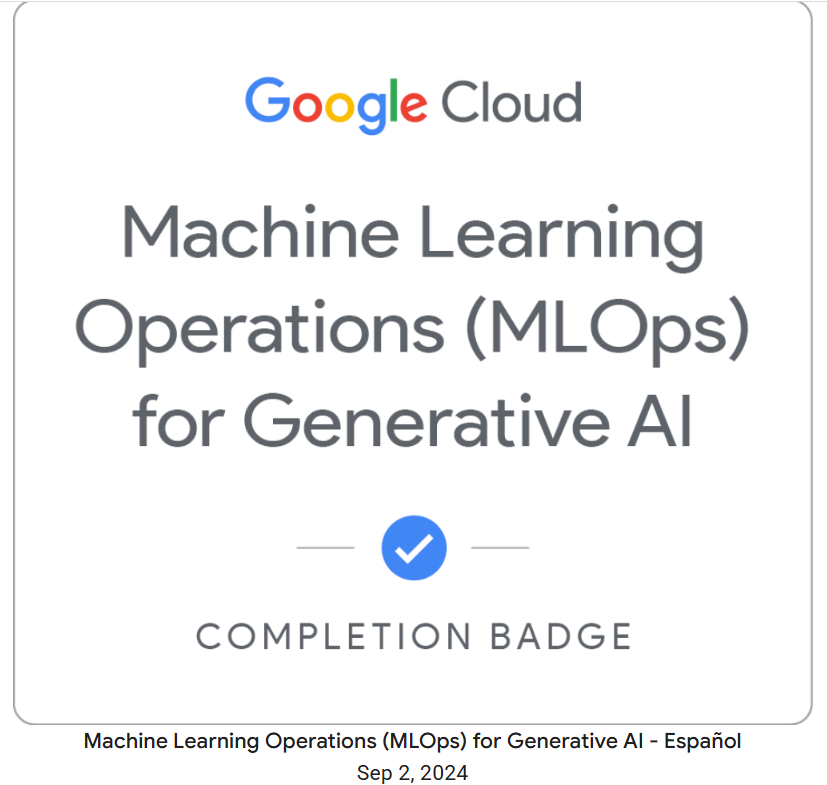 Google Cloud
Machine Learning
Operations (MLOps)
for Generative AI
COMPLETION BADGE
Machine Learning Operations (MLOps) for Generative AI - Español
Sep 2, 2024